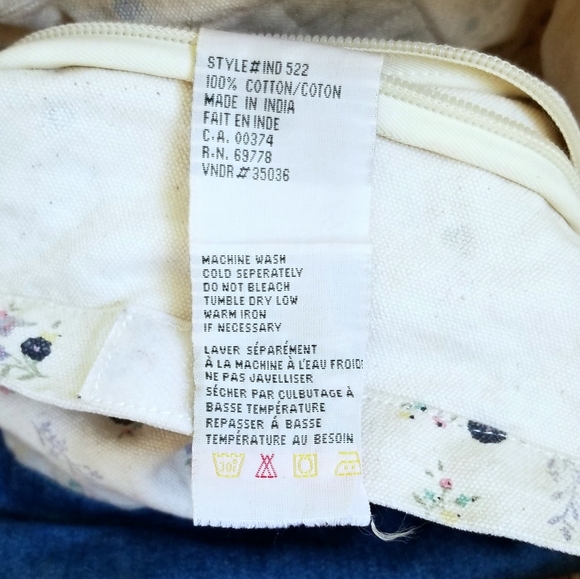 STYLE#IND 522
100% COTTON/COTON
MADE IN INDIA
FAIT EN INDE
C.A. 00374
R.N. 69778
VNDR.# 35036
MACHINE WASH
COLD SEPERATELY
DO NOT BLEACH
TUMBLE DRY LOW
WARM IRON
IF NECESSARY
LAVER SÉPARÉMENT
À LA MACHINE À L'EAU FROIDE
NE PAS JAVELLISER
SÉCHER PAR CULBUTAGE À
BASSE TEMPÉRATURE
REPASSER À BASSE
TEMPÉRATURE AU BESOIN
30°